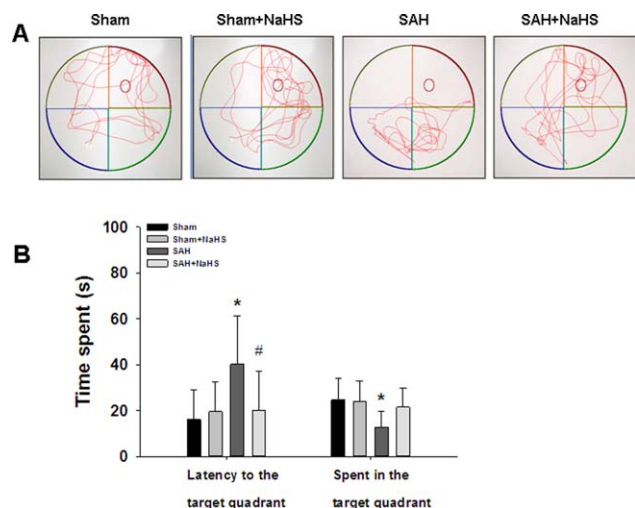 A
Sham Sham+NaHS SAH SAH+NaHS
B
Sham
Sham+NaHS
SAH
SAH+NaHS
Time spent (s)
100
80
60
40
20
0
*
#
*
Latency to the Spent in the
target quadrant target quadrant